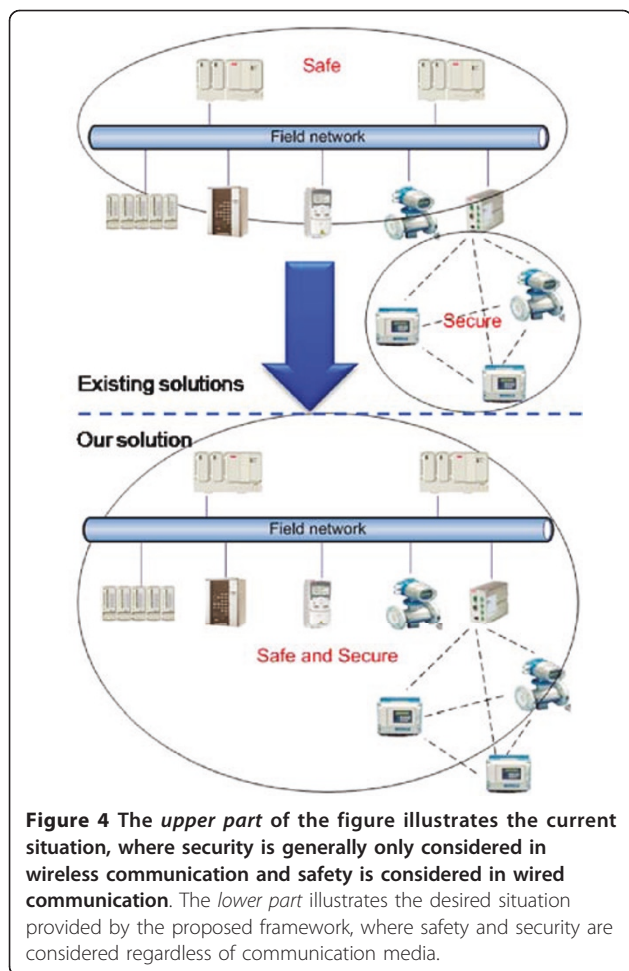 Safe
Field network
Secure
Existing solutions
Our solution
Field network
Safe and Secure
Figure 4 The upper part of the figure illustrates the current
situation, where security is generally only considered in
wireless communication and safety is considered in wired
communication. The lower part illustrates the desired situation
provided by the proposed framework, where safety and security are
considered regardless of communication media.